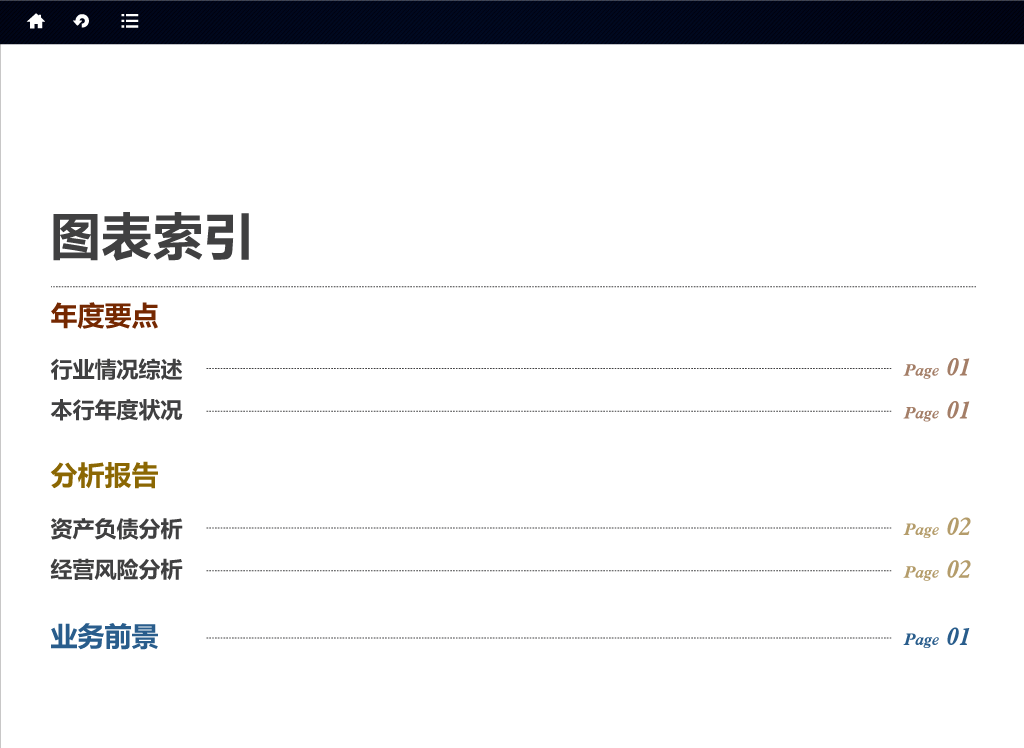 图表索引
年度要点
行业情况综述 Page 01
本行年度状况 Page 01
分析报告
资产负债分析 Page 02
经营风险分析 Page 02
业务前景 Page 01